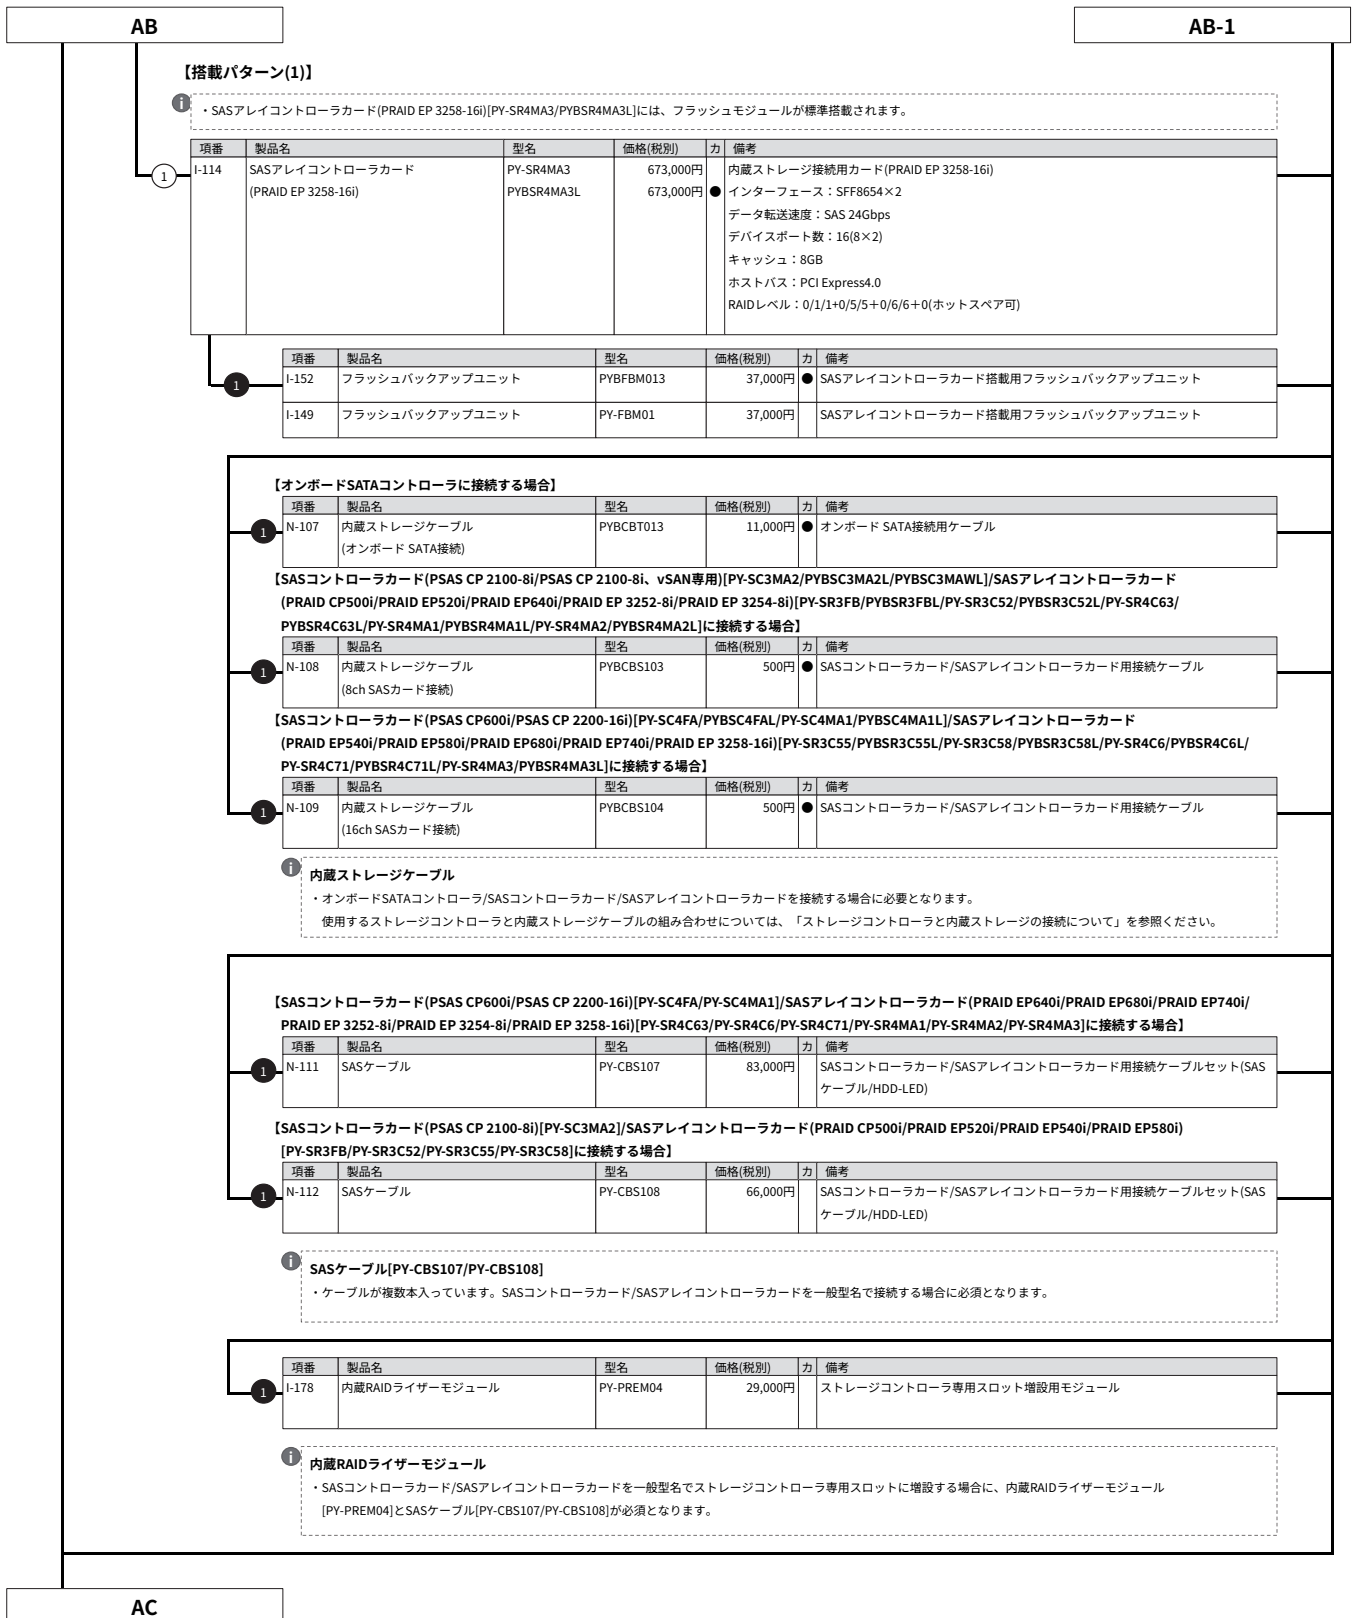 AB
AB-1
【搭載パターン(1)】
i
・SASアレイコントローラカード(PRAID EP 3258-16i)[PY-SR4MA3/PYBSR4MA3L]には、フラッシュモジュールが標準搭載されます。
項番 製品名 型名 価格(税別) カ 備考
1 I-114 SASアレイコントローラカード PY-SR4MA3 673,000円 内蔵ストレージ接続用カード(PRAID EP 3258-16i)
(PRAID EP 3258-16i) PYBSR4MA3L 673,000円 ● インターフェース：SFF8654×2
データ転送速度：SAS 24Gbps
デバイスポート数：16(8×2)
キャッシュ：8GB
ホストバス：PCI Express4.0
RAIDレベル：0/1/1+0/5/5＋0/6/6＋0(ホットスペア可)
項番 製品名 型名 価格(税別) カ 備考
1 I-152 フラッシュバックアップユニット PYBFBM013 37,000円 ● SASアレイコントローラカード搭載用フラッシュバックアップユニット
I-149 フラッシュバックアップユニット PY-FBM01 37,000円 SASアレイコントローラカード搭載用フラッシュバックアップユニット
【オンボードSATAコントローラに接続する場合】
項番 製品名 型名 価格(税別) カ 備考
1 N-107 内蔵ストレージケーブル PYBCBT013 11,000円 ● オンボード SATA接続用ケーブル
(オンボード SATA接続)
【SASコントローラカード(PSAS CP 2100-8i/PSAS CP 2100-8i、vSAN専用)[PY-SC3MA2/PYBSC3MA2L/PYBSC3MAWL]/SASアレイコントローラカード
(PRAID CP500i/PRAID EP520i/PRAID EP640i/PRAID EP 3252-8i/PRAID EP 3254-8i)[PY-SR3FB/PYBSR3FBL/PY-SR3C52/PYBSR3C52L/PY-SR4C63/
PYBSR4C63L/PY-SR4MA1/PYBSR4MA1L/PY-SR4MA2/PYBSR4MA2L]に接続する場合】
項番 製品名 型名 価格(税別) カ 備考
1 N-108 内蔵ストレージケーブル PYBCBS103 500円 ● SASコントローラカード/SASアレイコントローラカード用接続ケーブル
(8ch SASカード接続)
【SASコントローラカード(PSAS CP600i/PSAS CP 2200-16i)[PY-SC4FA/PYBSC4FAL/PY-SC4MA1/PYBSC4MA1L]/SASアレイコントローラカード
(PRAID EP540i/PRAID EP580i/PRAID EP680i/PRAID EP740i/PRAID EP 3258-16i)[PY-SR3C55/PYBSR3C55L/PY-SR3C58/PYBSR3C58L/PY-SR4C6/PYBSR4C6L/
PY-SR4C71/PYBSR4C71L/PY-SR4MA3/PYBSR4MA3L]に接続する場合】
項番 製品名 型名 価格(税別) カ 備考
1 N-109 内蔵ストレージケーブル PYBCBS104 500円 ● SASコントローラカード/SASアレイコントローラカード用接続ケーブル
(16ch SASカード接続)
i
内蔵ストレージケーブル
・オンボードSATAコントローラ/SASコントローラカード/SASアレイコントローラカードを接続する場合に必要となります。
使用するストレージコントローラと内蔵ストレージケーブルの組み合わせについては、「ストレージコントローラと内蔵ストレージの接続について」を参照ください。
【SASコントローラカード(PSAS CP600i/PSAS CP 2200-16i)[PY-SC4FA/PY-SC4MA1]/SASアレイコントローラカード(PRAID EP640i/PRAID EP680i/PRAID EP740i/
PRAID EP 3252-8i/PRAID EP 3254-8i/PRAID EP 3258-16i)[PY-SR4C63/PY-SR4C6/PY-SR4C71/PY-SR4MA1/PY-SR4MA2/PY-SR4MA3]に接続する場合】
項番 製品名 型名 価格(税別) カ 備考
1 N-111 SASケーブル PY-CBS107 83,000円 SASコントローラカード/SASアレイコントローラカード用接続ケーブルセット(SAS
ケーブル/HDD-LED)
【SASコントローラカード(PSAS CP 2100-8i)[PY-SC3MA2]/SASアレイコントローラカード(PRAID CP500i/PRAID EP520i/PRAID EP540i/PRAID EP580i)
[PY-SR3FB/PY-SR3C52/PY-SR3C55/PY-SR3C58]に接続する場合】
項番 製品名 型名 価格(税別) カ 備考
1 N-112 SASケーブル PY-CBS108 66,000円 SASコントローラカード/SASアレイコントローラカード用接続ケーブルセット(SAS
ケーブル/HDD-LED)
i
SASケーブル[PY-CBS107/PY-CBS108]
・ケーブルが複数本入っています。SASコントローラカード/SASアレイコントローラカードを一般型名で接続する場合に必須となります。
項番 製品名 型名 価格(税別) カ 備考
1 I-178 内蔵RAIDライザーモジュール PY-PREM04 29,000円 ストレージコントローラ専用スロット増設用モジュール
i
内蔵RAIDライザーモジュール
・SASコントローラカード/SASアレイコントローラカードを一般型名でストレージコントローラ専用スロットに増設する場合に、内蔵RAIDライザーモジュール
[PY-PREM04]とSASケーブル[PY-CBS107/PY-CBS108]が必須となります。
AC